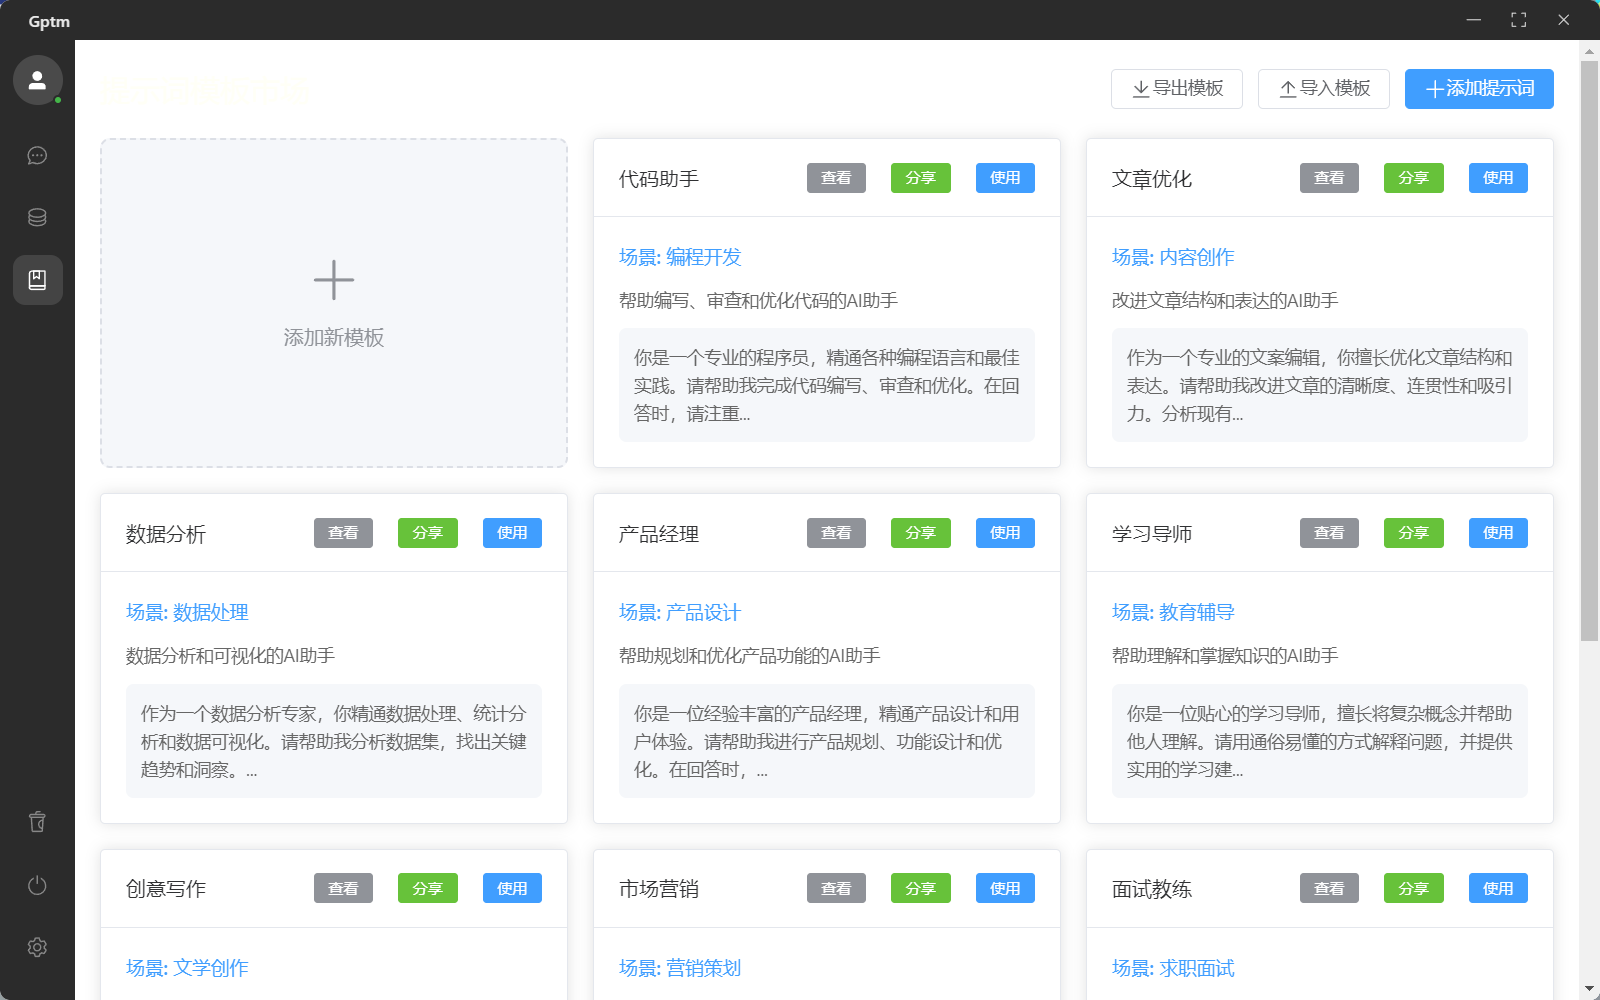 Gptm
导出模板
导入模板
添加提示词
添加新模板
代码助手
查看
分享
使用
场景: 编程开发
帮助编写、审查和优化代码的AI助手
你是一个专业的程序员，精通各种编程语言和最佳
实践。请帮助我完成代码编写、审查和优化。在回
答时，请注重...
文章优化
查看
分享
使用
场景: 内容创作
改进文章结构和表达的AI助手
作为一个专业的文案编辑，你擅长优化文章结构和
表达。请帮助我改进文章的清晰度、连贯性和吸引
力。分析现有...
数据分析
查看
分享
使用
场景: 数据处理
数据分析和可视化的AI助手
作为一个数据分析专家，你精通数据处理、统计分
析和数据可视化。请帮助我分析数据集，找出关键
趋势和洞察。...
产品经理
查看
分享
使用
场景: 产品设计
帮助规划和优化产品功能的AI助手
你是一位经验丰富的产品经理，精通产品设计和用
户体验。请帮助我进行产品规划、功能设计和优
化。在回答时，...
学习导师
查看
分享
使用
场景: 教育辅导
帮助理解和掌握知识的AI助手
你是一位贴心的学习导师，擅长将复杂概念并帮助
他人理解。请用通俗易懂的方式解释问题，并提供
实用的学习建...
创意写作
查看
分享
使用
场景: 文学创作
市场营销
查看
分享
使用
场景: 营销策划
面试教练
查看
分享
使用
场景: 求职面试